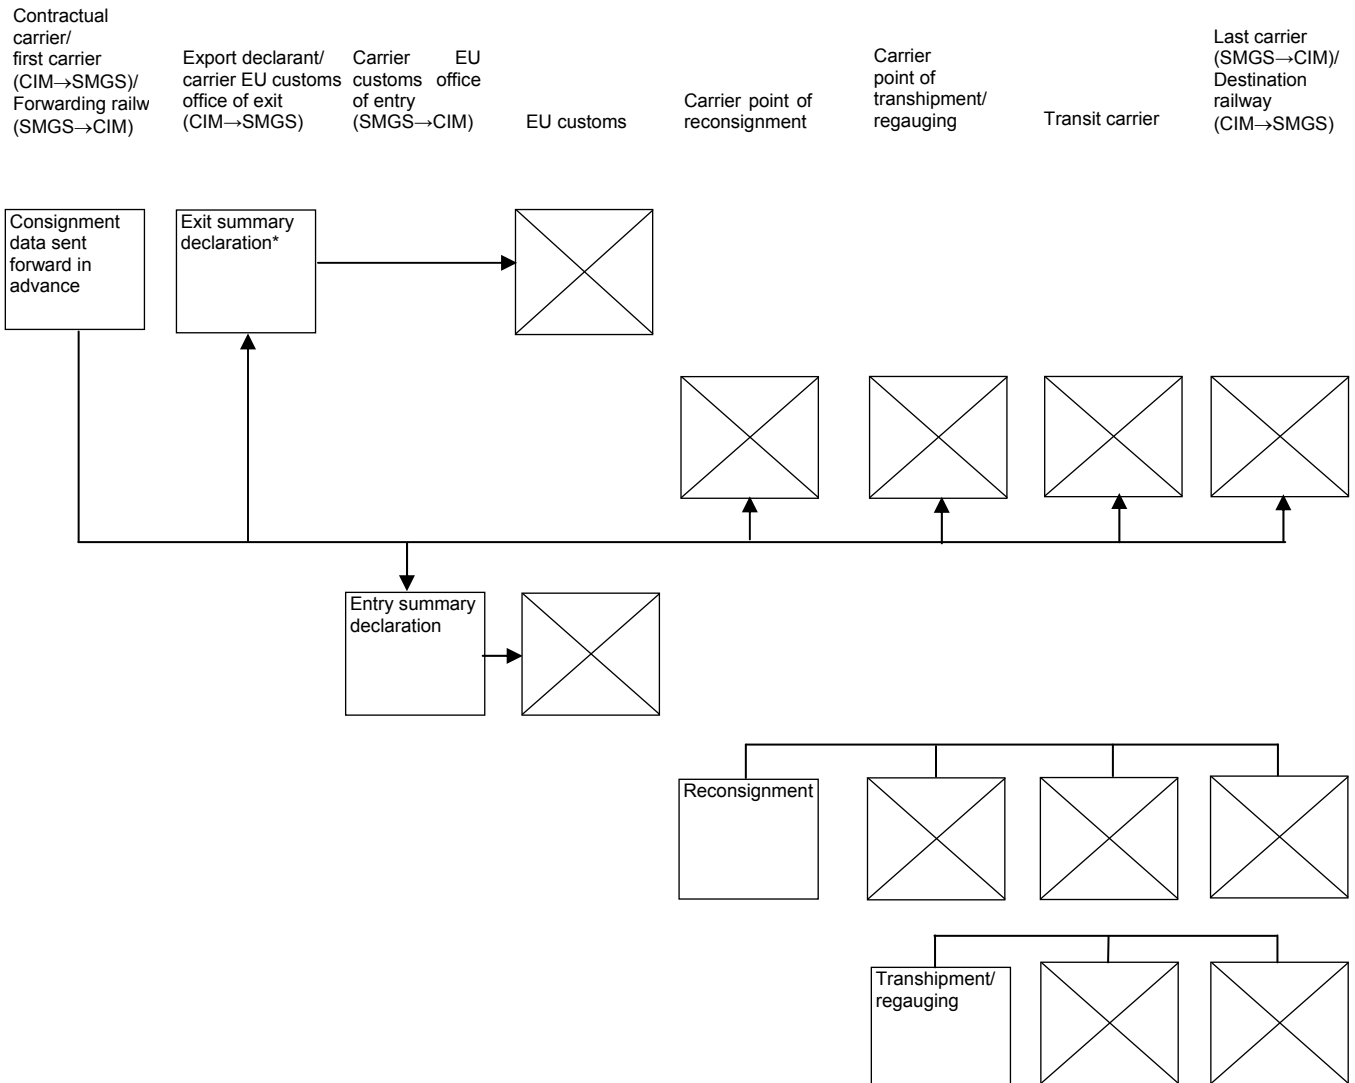 Contractual
carrier/
first carrier
(CIM→SMGS)/
Forwarding railw
(SMGS→CIM)
Export declarant/
carrier EU customs
office of exit
(CIM→SMGS)
Carrier EU
customs office
of entry
(SMGS→CIM)
EU customs
Carrier point of
reconsignment
Carrier
point of
transhipment/
regauging
Transit carrier
Last carrier
(SMGS→CIM)/
Destination
railway
(CIM→SMGS)
Consignment
data sent
forward in
advance
Exit summary
declaration*
Entry summary
declaration
Reconsignment
Transhipment/
regauging